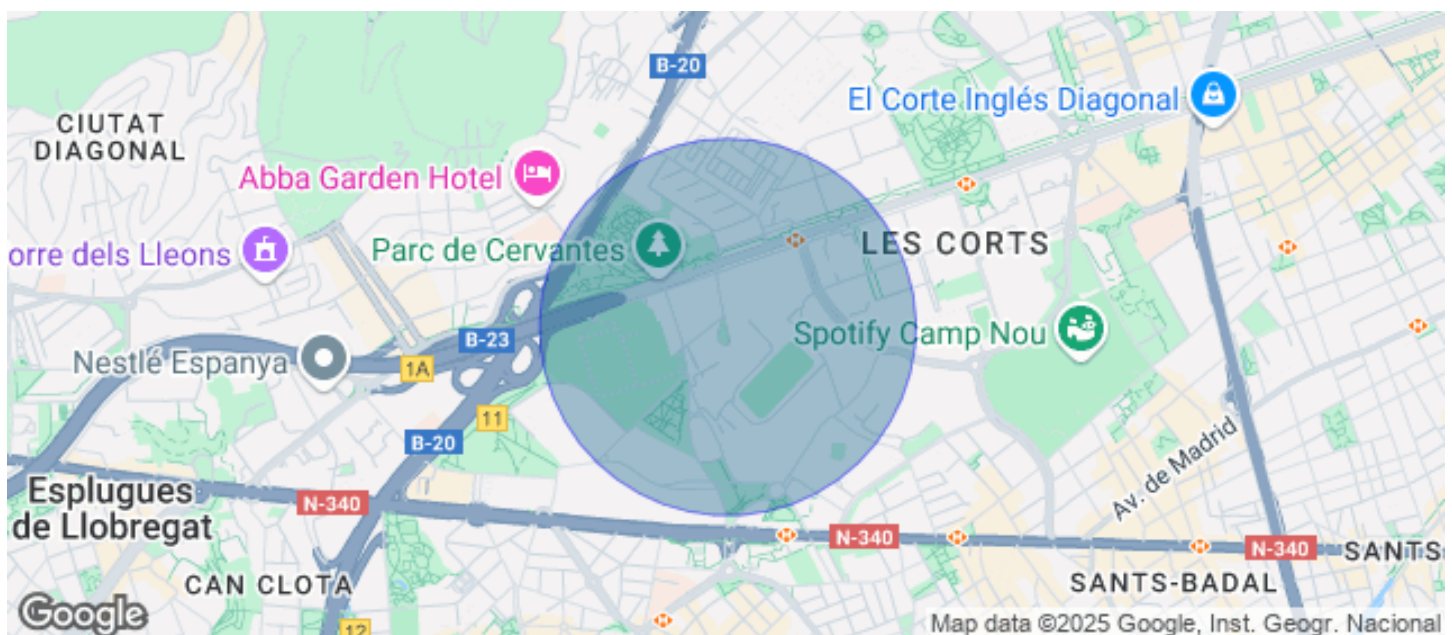 B-20
El Corte Inglés Diagonal
CIUTAT
DIAGONAL
Abba Garden Hotel
orre dels Lleons
Parc de Cervantes
LES CORTS
Spotify Camp Nou
B-23
Nestlé Espanya
1A
11
B-20
Av. de Madrid
Esplugues
de Llobregat
N-340
N-340
N-340
SANTS
CAN CLOTA
SANTS-BADAL
Google
12
Map data ©2025 Google, Inst. Geogr. Nacional